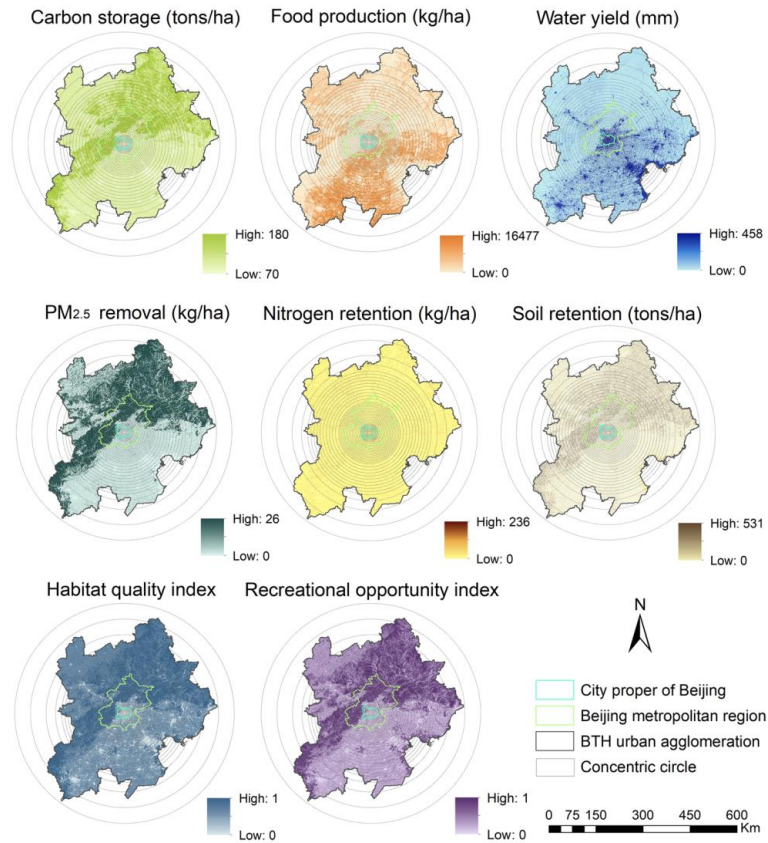 Carbon storage (tons/ha)
Food production (kg/ha)
Water yield (mm)
High: 180
Low: 70
High: 16477
Low: 0
High: 458
Low: 0
PM2.5 removal (kg/ha)
Nitrogen retention (kg/ha)
Soil retention (tons/ha)
High: 26
Low: 0
High: 236
Low: 0
High: 531
Low: 0
Habitat quality index
Recreational opportunity index
High: 1
Low: 0
High: 1
Low: 0
N
City proper of Beijing
Beijing metropolitan region
BTH urban agglomeration
Concentric circle
0 75 150 300 450 600
Km